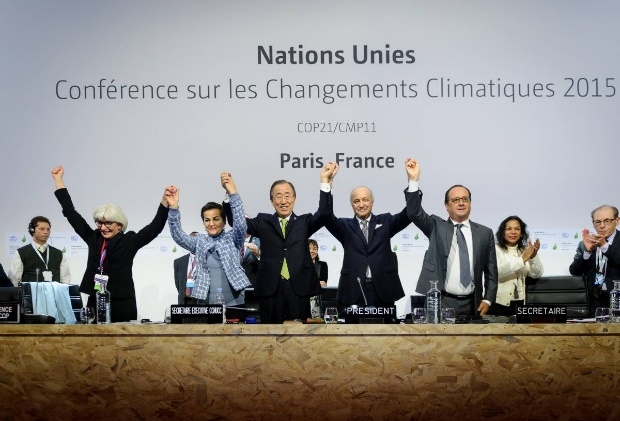 Nations Unies
Conférence sur les Changements Climatiques 2015
COP21/CMP11
Paris, France
SECRETAIRE EXECUTIVE CCNUCC
PRESIDENT
SECRETAIRE